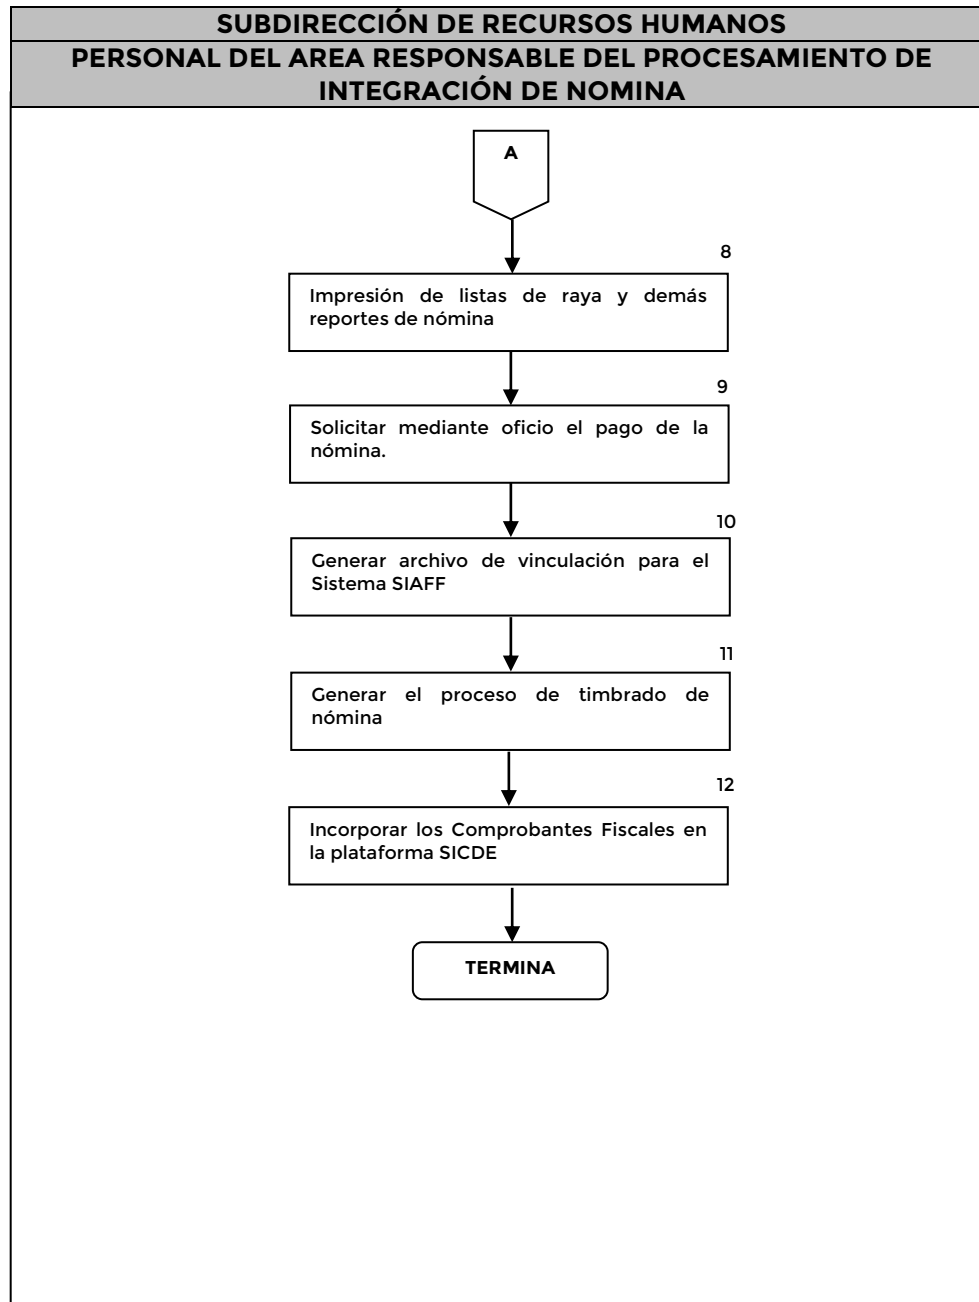 SUBDIRECCIÓN DE RECURSOS HUMANOS
PERSONAL DEL AREA RESPONSABLE DEL PROCESAMIENTO DE
INTEGRACIÓN DE NOMINA
A
8
Impresión de listas de raya y demás
reportes de nómina
9
Solicitar mediante oficio el pago de la
nómina.
10
Generar archivo de vinculación para el
Sistema SIAFF
11
Generar el proceso de timbrado de
nómina
12
Incorporar los Comprobantes Fiscales en
la plataforma SICDE
TERMINA